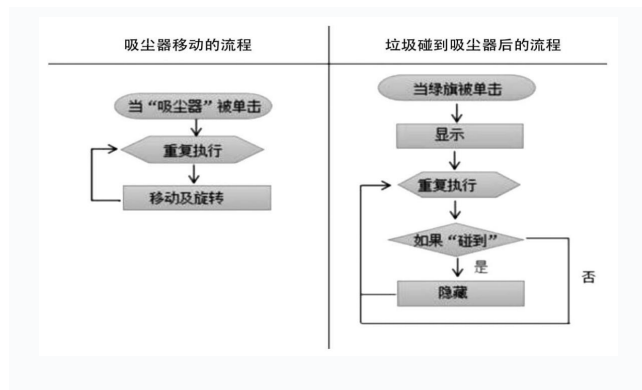 吸尘器移动的流程
当“吸尘器”被单击
重复执行
移动及旋转
垃圾碰到吸尘器后的流程
当绿旗被单击
显示
重复执行
如果“碰到”
是
否
隐藏